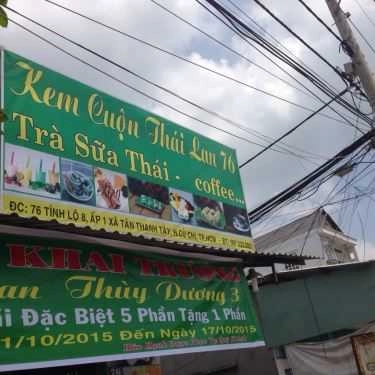 Kem Cuộn Thái Lan 76
Trà Sữa Thái - coffee...
ĐC: 76 TỈNH LỘ 8, ẤP 1 XÃ TÂN THẠNH TÂY, H.CỦ CHI, TP.HCM
KHAI TRƯƠNG
an Thùy Dương 3
i Đặc Biệt 5 Phần Tặng 1 Phần
1/10/2015 Đến Ngày 17/10/2015